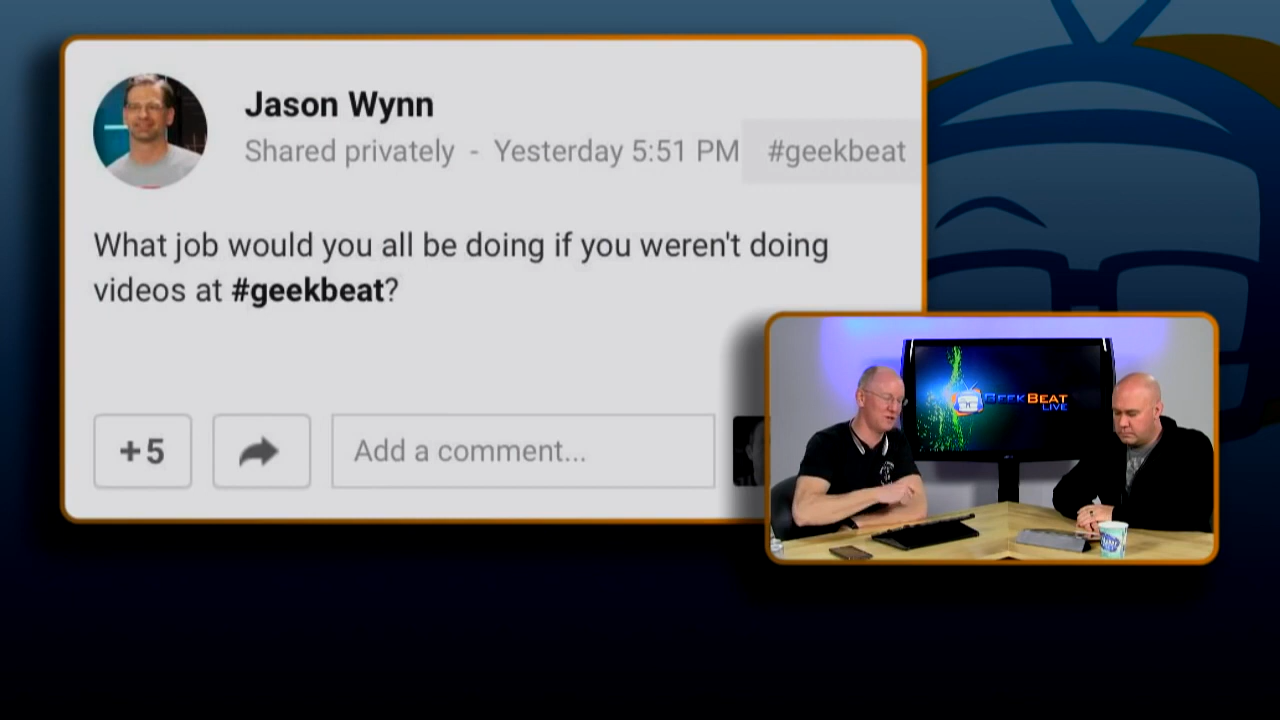 Jason Wynn
Shared privately - Yesterday 5:51 PM #geekbeat
What job would you all be doing if you weren't doing
videos at #geekbeat?
+5
Add a comment...
GEEKBEAT
LIVE